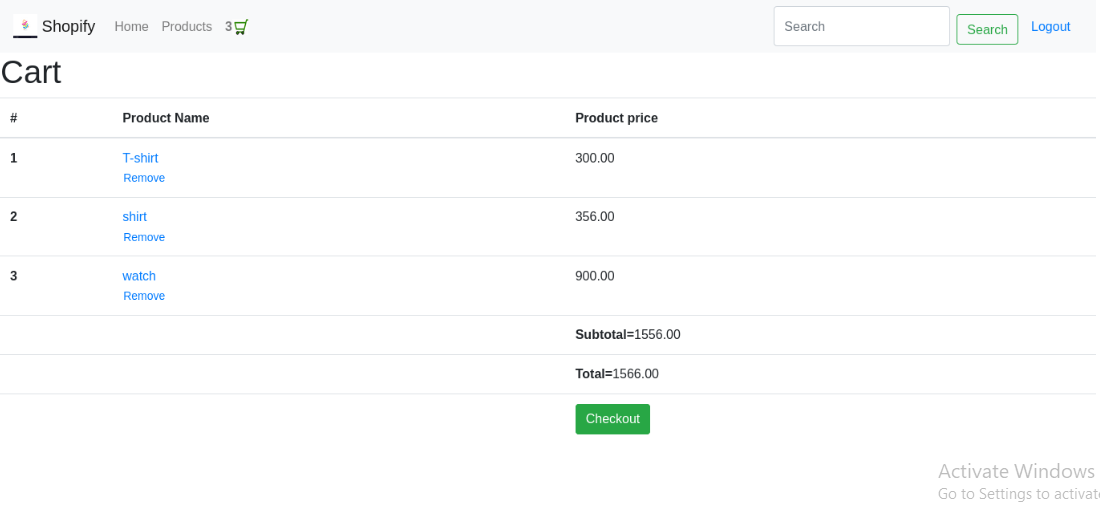 Shopify Home Products 3 Search Search Logout
Cart
# Product Name Product price
1 T-shirt 300.00
Remove
2 shirt 356.00
Remove
3 watch 900.00
Remove
Subtotal=1556.00
Total=1566.00
Checkout
Activate Windows
Go to Settings to activat